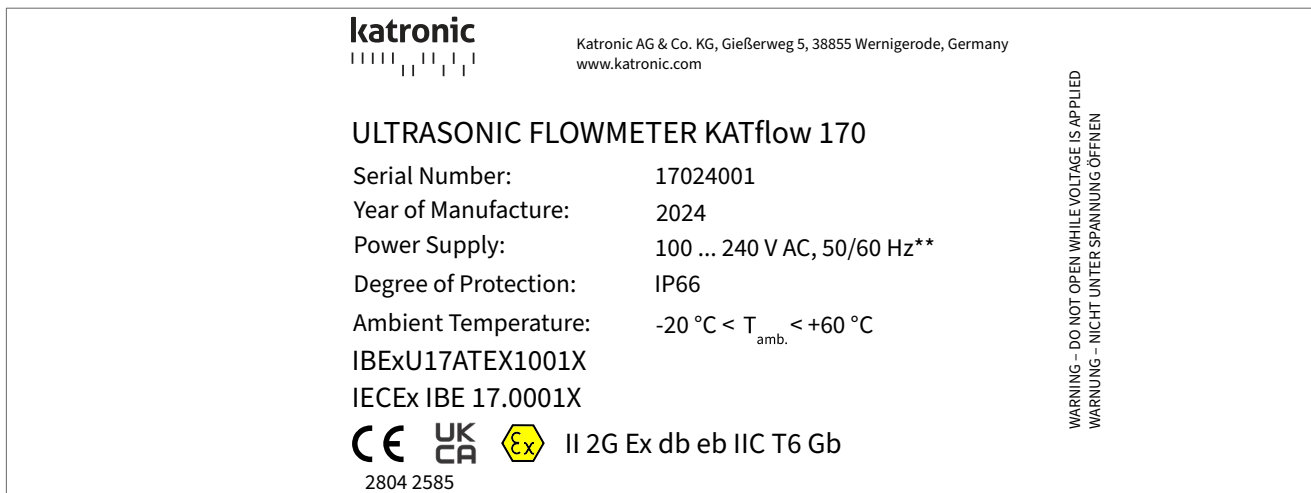 katronic
Katronic AG & Co. KG, Gießerweg 5, 38855 Wernigerode, Germany
www.katronic.com
ULTRASONIC FLOWMETER KATflow 170
Serial Number: 17024001
Year of Manufacture: 2024
Power Supply: 100 ... 240 V AC, 50/60 Hz**
Degree of Protection: IP66
Ambient Temperature: -20 °C < Tamb. < +60 °C
IBExU17ATEX1001X
IECEx IBE 17.0001X
CE UK CA Ex II 2G Ex db eb IIC T6 Gb
2804 2585
WARNING – DO NOT OPEN WHILE VOLTAGE IS APPLIED
WARNUNG – NICHT UNTER SPANNUNG ÖFFNEN